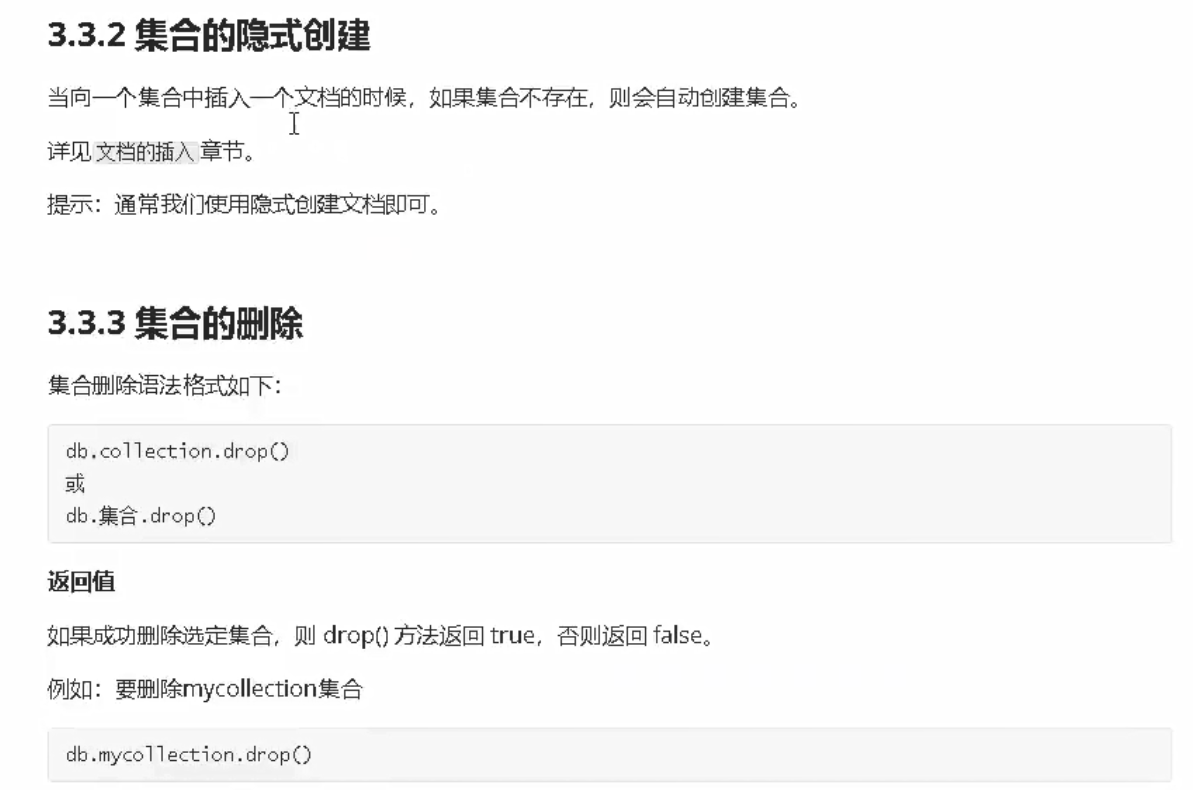 3.3.2 集合的隐式创建
当向一个集合中插入一个文档的时候，如果集合不存在，则会自动创建集合。
详见 文档的插入 章节。
提示：通常我们使用隐式创建文档即可。
3.3.3 集合的删除
集合删除语法格式如下：
db.collection.drop()
或
db.集合.drop()
返回值
如果成功删除选定集合，则 drop() 方法返回 true，否则返回 false。
例如：要删除mycollection集合
db.mycollection.drop()